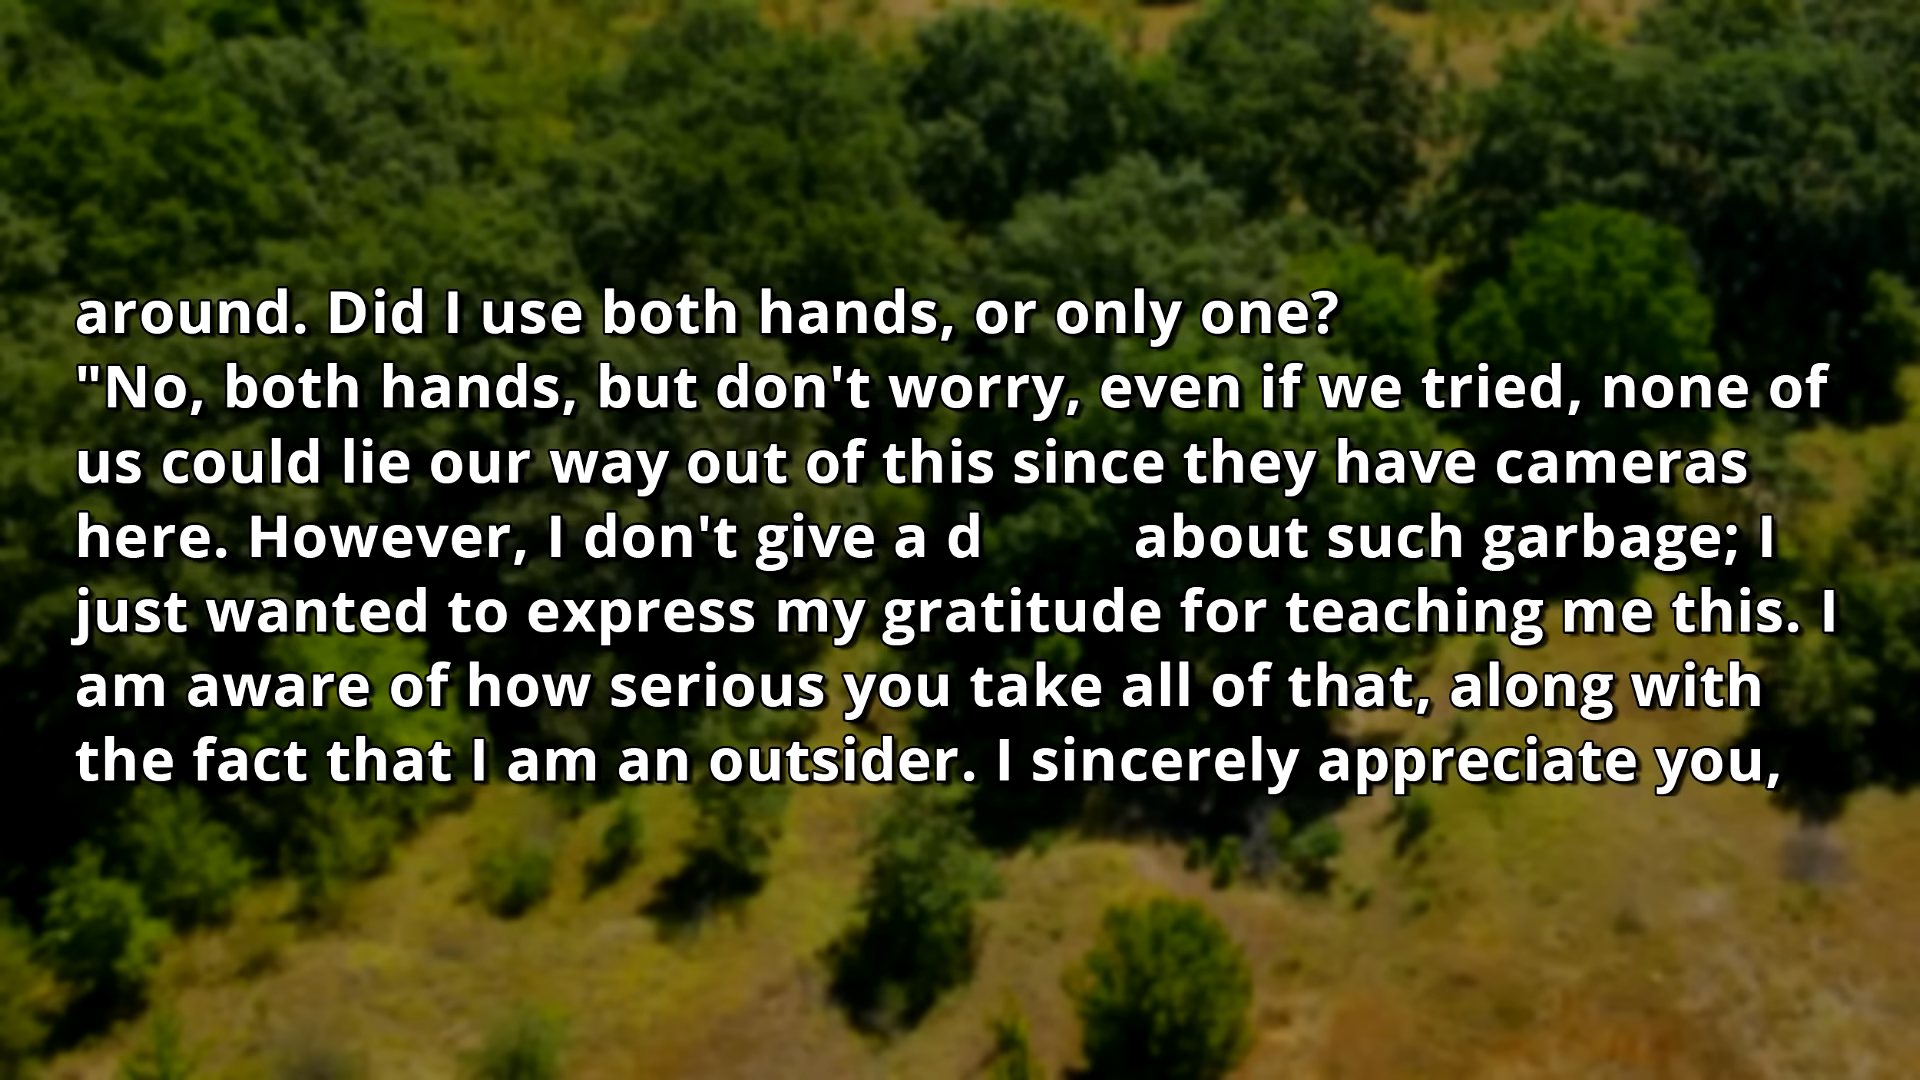 around. Did I use both hands, or only one?
"No, both hands, but don't worry, even if we tried, none of
us could lie our way out of this since they have cameras
here. However, I don't give a d about such garbage; I
just wanted to express my gratitude for teaching me this. I
am aware of how serious you take all of that, along with
the fact that I am an outsider. I sincerely appreciate you,